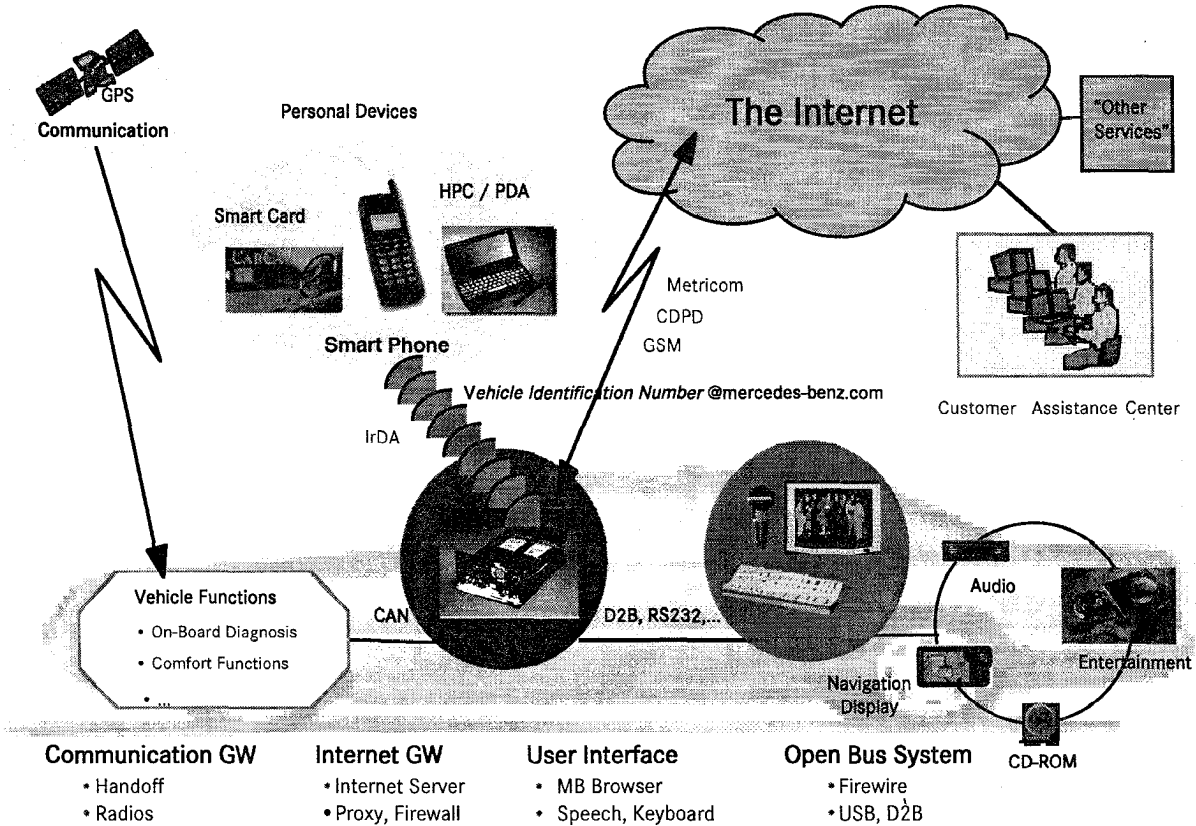 GPS
Communication
Personal Devices
The Internet
"Other
Services"
HPC / PDA
Smart Card
Smart Phone
Metricom
CDPD
GSM
Vehicle Identification Number @mercedes-benz.com
Customer Assistance Center
IrDA
Vehicle Functions
• On-Board Diagnosis
• Comfort Functions
• ...
CAN
D2B, RS232,...
Audio
Entertainment
Navigation
Display
CD-ROM
Communication GW
• Handoff
• Radios
Internet GW
• Internet Server
• Proxy, Firewall
User Interface
• MB Browser
• Speech, Keyboard
Open Bus System
• Firewire
• USB, D2B